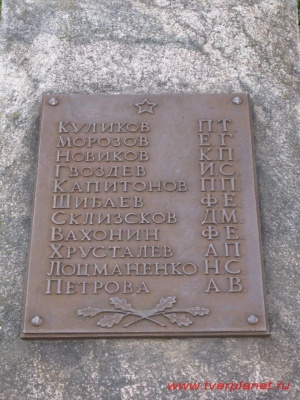 КУЛИКОВ П.Т.
МОРОЗОВ Е.Г.
НОВИКОВ К.П.
ГВОЗДЕВ И.С.
КАПИТОНОВ П.П.
ШИБАЕВ Ф.Е.
СКЛИЗСКОВ Д.М.
ВАХОНИН Ф.Е.
ХРУСТАЛЕВ А.П
ЛОЦМАНЕНКО Н.С
ПЕТРОВА А.В.
www.tverplanet.ru